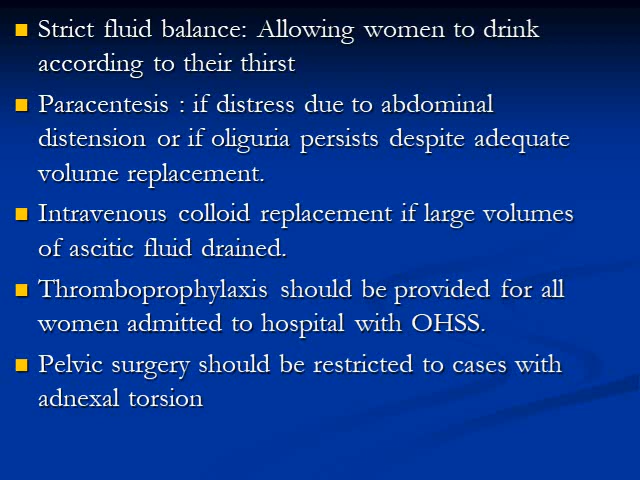 Strict fluid balance: Allowing women to drink
according to their thirst
Paracentesis : if distress due to abdominal
distension or if oliguria persists despite adequate
volume replacement.
Intravenous colloid replacement if large volumes
of ascitic fluid drained.
Thromboprophylaxis should be provided for all
women admitted to hospital with OHSS.
Pelvic surgery should be restricted to cases with
adnexal torsion